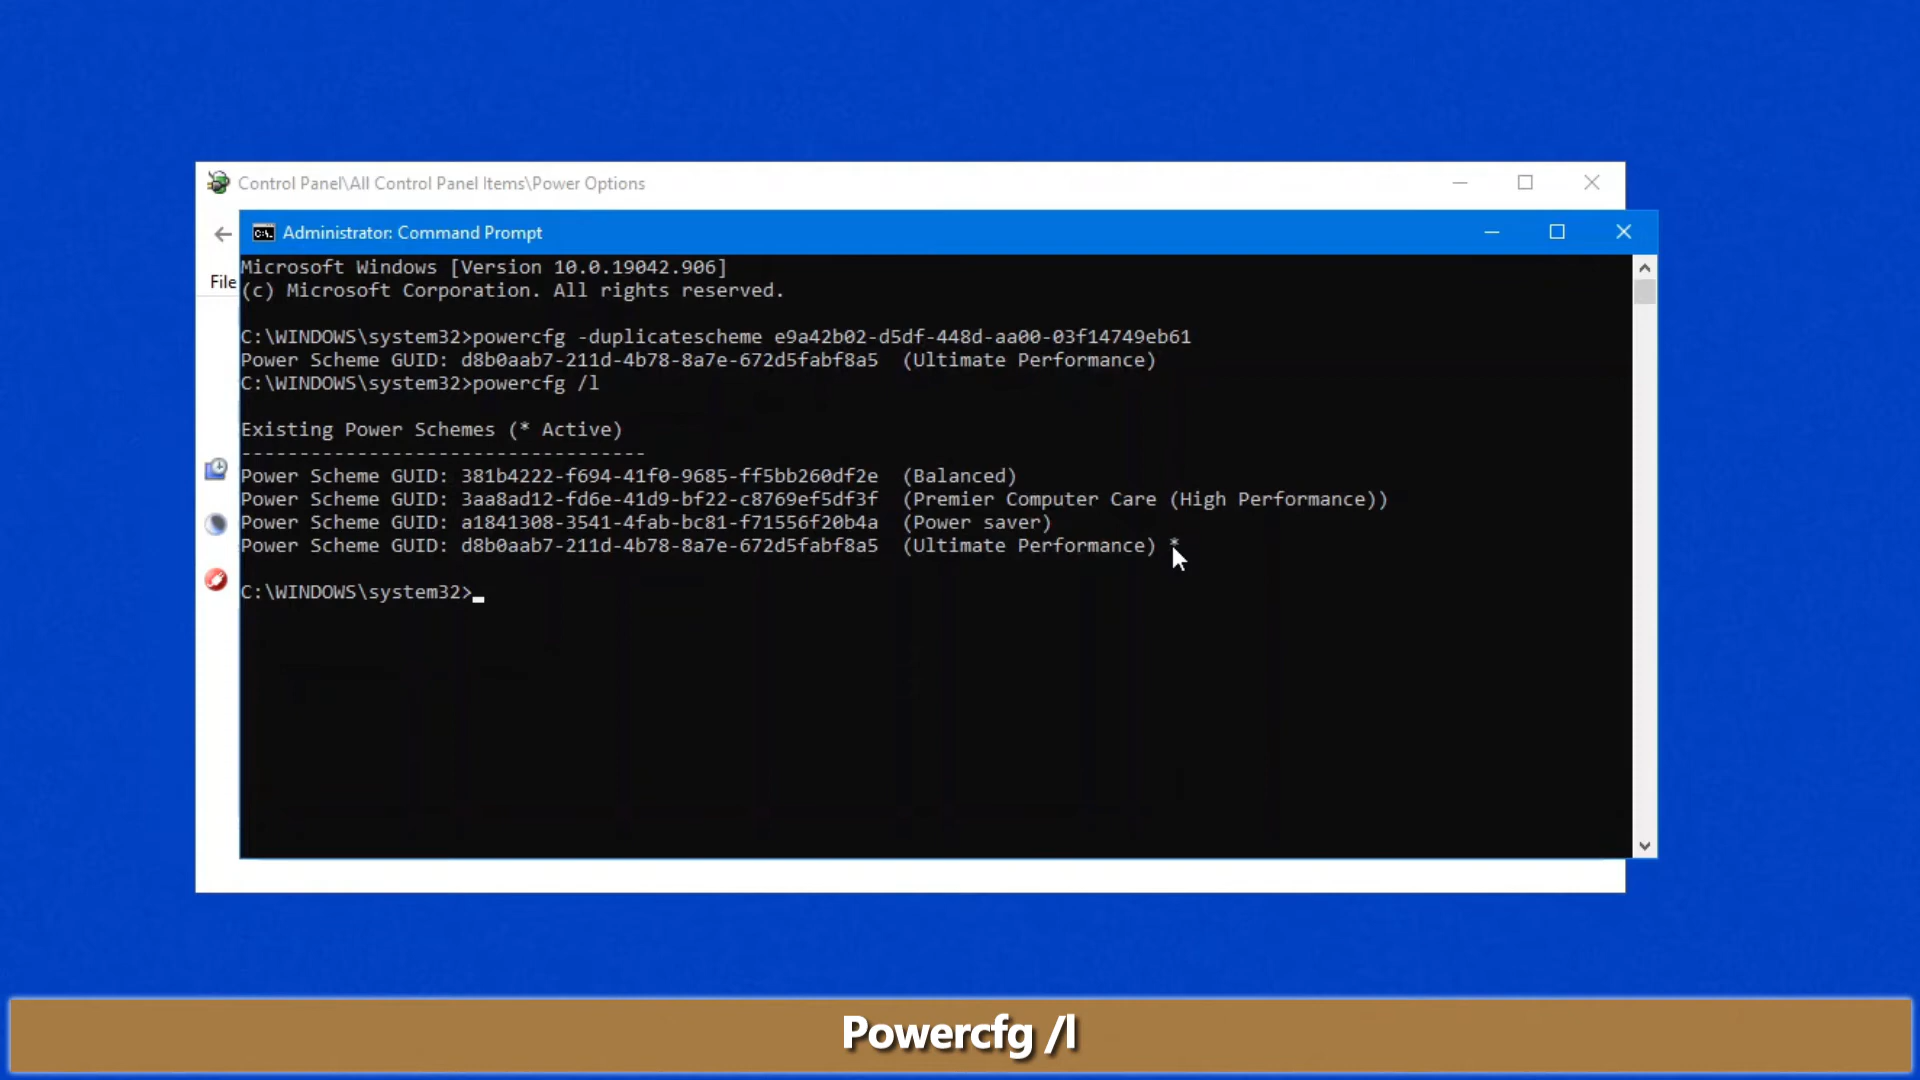 Control Panel\All Control Panel Items\Power Options
Administrator: Command Prompt
File
Microsoft Windows [Version 10.0.19042.906]
(c) Microsoft Corporation. All rights reserved.
C:\WINDOWS\system32>powercfg -duplicatescheme e9a42b02-d5df-448d-aa00-03f14749eb61
Power Scheme GUID: d8b0aab7-211d-4b78-8a7e-672d5fabf8a5  (Ultimate Performance)
C:\WINDOWS\system32>powercfg /l
Existing Power Schemes (* Active)
-----------------------------------
Power Scheme GUID: 381b4222-f694-41f0-9685-ff5bb260df2e  (Balanced)
Power Scheme GUID: 3aa8ad12-fd6e-41d9-bf22-c8769ef5df3f  (Premier Computer Care (High Performance))
Power Scheme GUID: a1841308-3541-4fab-bc81-f71556f20b4a  (Power saver)
Power Scheme GUID: d8b0aab7-211d-4b78-8a7e-672d5fabf8a5  (Ultimate Performance) *
C:\WINDOWS\system32>
Powercfg /l